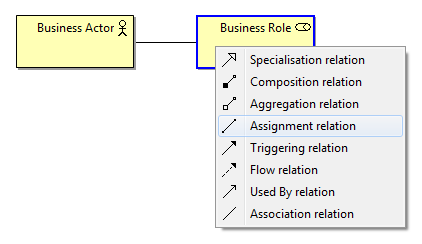 Business Actor
Business Role
Specialisation relation
Composition relation
Aggregation relation
Assignment relation
Triggering relation
Flow relation
Used By relation
Association relation